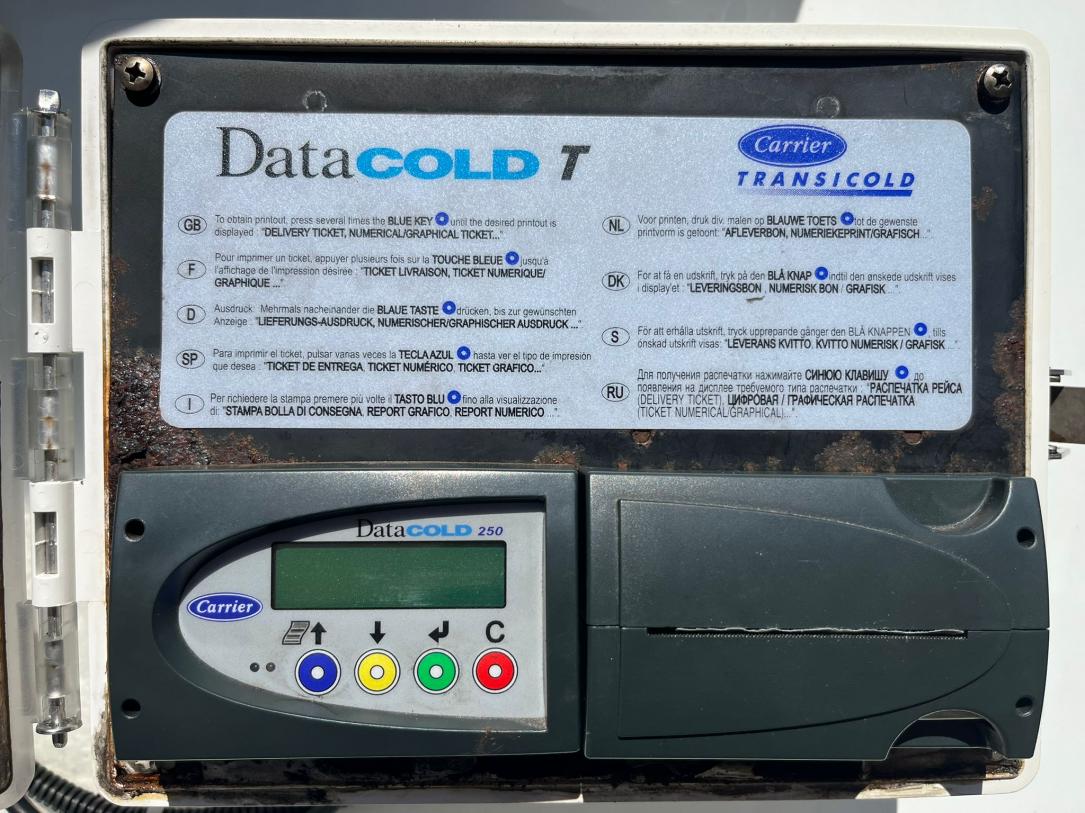 DataCOLD T
Carrier
TRANSICOLD
GB
To obtain printout, press several times the BLUE KEY until the desired printout is
displayed : "DELIVERY TICKET, NUMERICAL/GRAPHICAL TICKET..."
F
Pour imprimer un ticket, appuyer plusieurs fois sur la TOUCHE BLEUE jusqu'à
l'affichage de l'impression désirée : "TICKET LIVRAISON, TICKET NUMERIQUE/
GRAPHIQUE ..."
D
Ausdruck: Mehrmals nacheinander die BLAUE TASTE drücken, bis zur gewünschten
Anzeige : "LIEFERUNGS-AUSDRUCK, NUMERISCHER/GRAPHISCHER AUSDRUCK ..."
SP
Para imprimir el ticket, pulsar varias veces la TECLA AZUL hasta ver el tipo de impresión
que desea : "TICKET DE ENTREGA, TICKET NUMÉRICO, TICKET GRAFICO..."
I
Per richiedere la stampa premere più volte il TASTO BLU fino alla visualizzazione
di: "STAMPA BOLLA DI CONSEGNA, REPORT GRAFICO, REPORT NUMERICO ..."
NL
Voor printen, druk div. malen op BLAUWE TOETS tot de gewenste
printvorm is getoont: "AFLEVERBON, NUMERIEKEPRINT/GRAFISCH..."
DK
For at få en udskrift, tryk på den BLÅ KNAP indtil den ønskede udskrift vises
i display'et : "LEVERINGSBON , NUMERISK BON / GRAFISK ..."
S
För att erhålla utskrift, tryck upprepande gånger den BLÅ KNAPPEN , tills
önskad utskrift visas: "LEVERANS KVITTO, KVITTO NUMERISK / GRAFISK ..."
RU
Для получения распечатки нажимайте СИНЮЮ КЛАВИШУ до
появления на дисплее требуемого типа распечатки : "РАСПЕЧАТКА РЕЙСА
(DELIVERY TICKET), ЦИФРОВАЯ / ГРАФИЧЕСКАЯ РАСПЕЧАТКА
(TICKET NUMERICAL/GRAPHICAL)...".
DataCOLD 250
Carrier
C